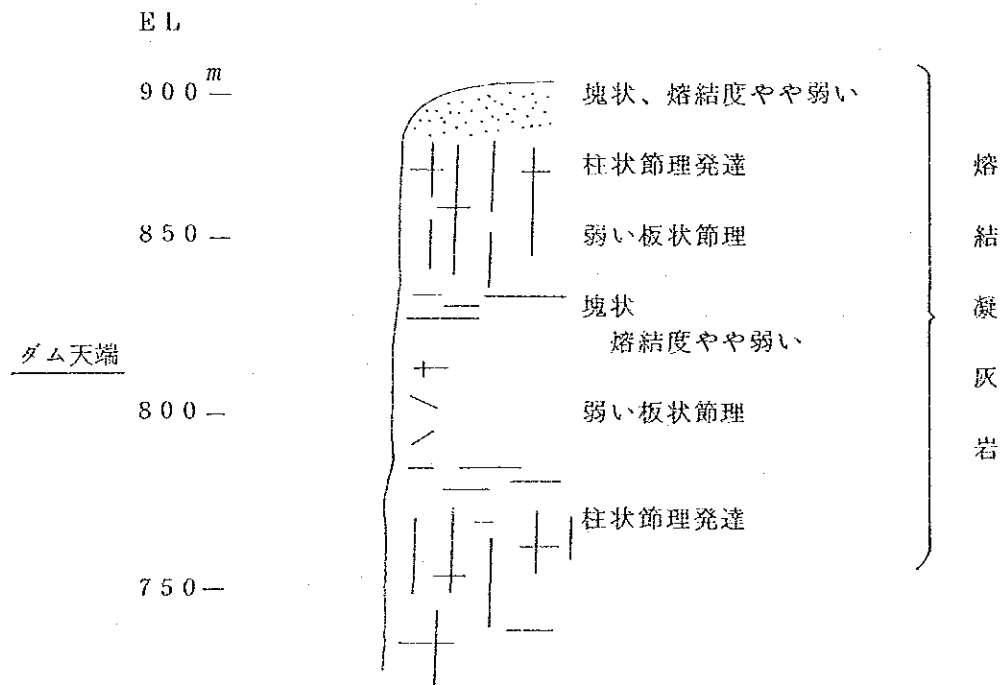 EL
900m
塊状、熔結度やや弱い
柱状節理発達
850
弱い板状節理
塊状
熔結度やや弱い
ダム天端
800
弱い板状節理
柱状節理発達
750
熔結凝灰岩